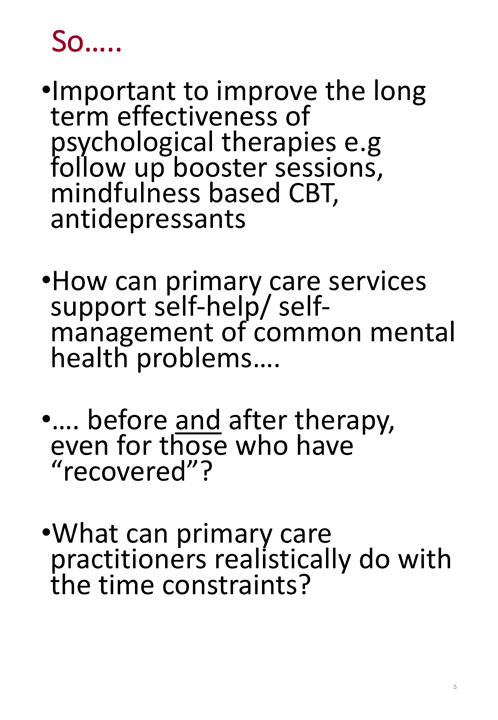 So.....
•Important to improve the long
term effectiveness of
psychological therapies e.g
follow up booster sessions,
mindfulness based CBT,
antidepressants
•How can primary care services
support self-help/ self-
management of common mental
health problems....
•.... before and after therapy,
even for those who have
“recovered”?
•What can primary care
practitioners realistically do with
the time constraints?
5